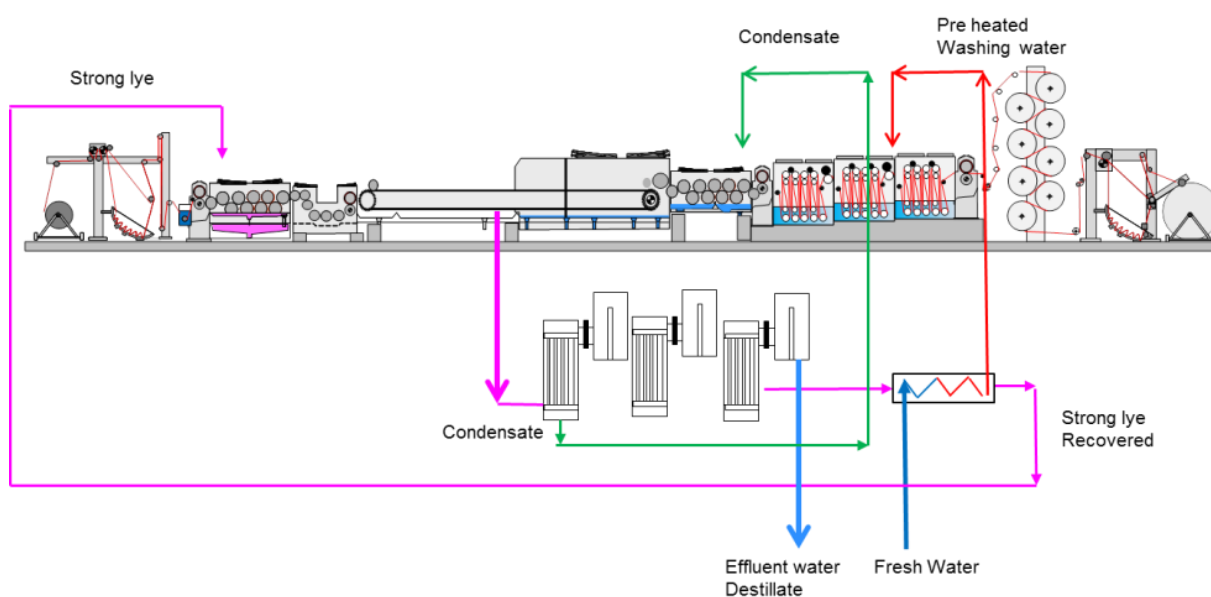 Pre heated
Washing water
Condensate
Strong lye
Condensate
Strong lye
Recovered
Effluent water
Destillate
Fresh Water